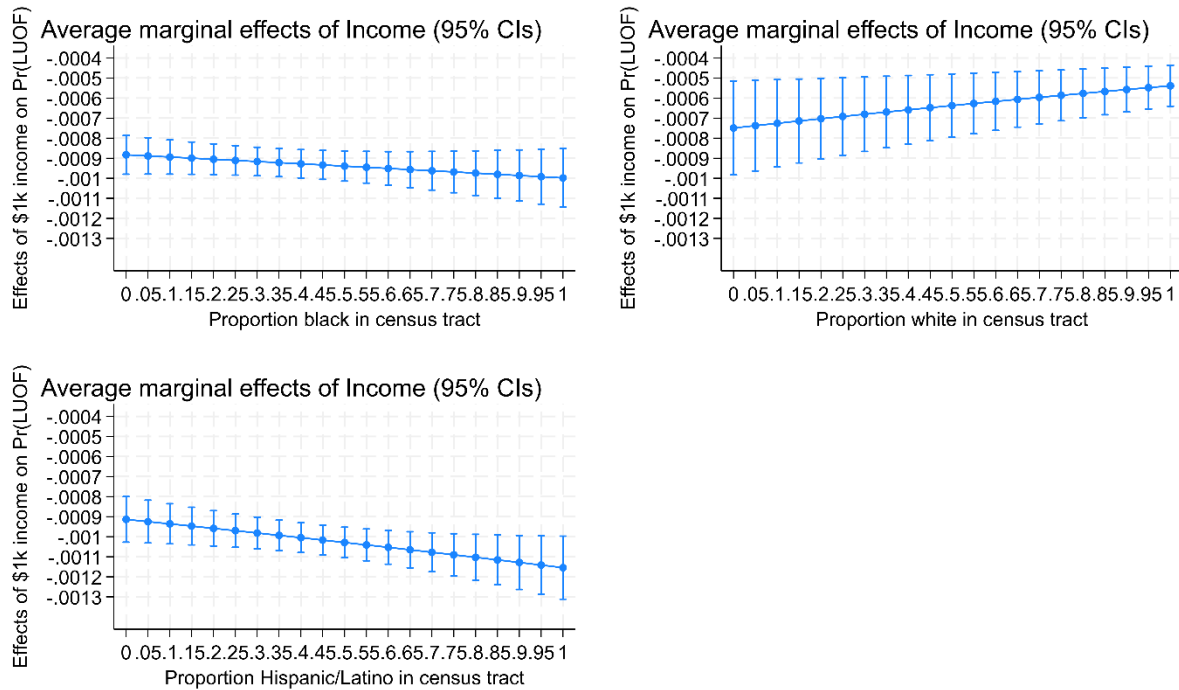 Average marginal effects of Income (95% CIs)
Effects of $1k income on Pr(LUOF)
-.0004
-.0005
-.0006
-.0007
-.0008
-.0009
-.001
-.0011
-.0012
-.0013
0 .05 .1 .15 .2 .25 .3 .35 .4 .45 .5 .55 .6 .65 .7 .75 .8 .85 .9 .95 1
Proportion black in census tract
Average marginal effects of Income (95% CIs)
Effects of $1k income on Pr(LUOF)
-.0004
-.0005
-.0006
-.0007
-.0008
-.0009
-.001
-.0011
-.0012
-.0013
0 .05 .1 .15 .2 .25 .3 .35 .4 .45 .5 .55 .6 .65 .7 .75 .8 .85 .9 .95 1
Proportion white in census tract
Average marginal effects of Income (95% CIs)
Effects of $1k income on Pr(LUOF)
-.0004
-.0005
-.0006
-.0007
-.0008
-.0009
-.001
-.0011
-.0012
-.0013
0 .05 .1 .15 .2 .25 .3 .35 .4 .45 .5 .55 .6 .65 .7 .75 .8 .85 .9 .95 1
Proportion Hispanic/Latino in census tract